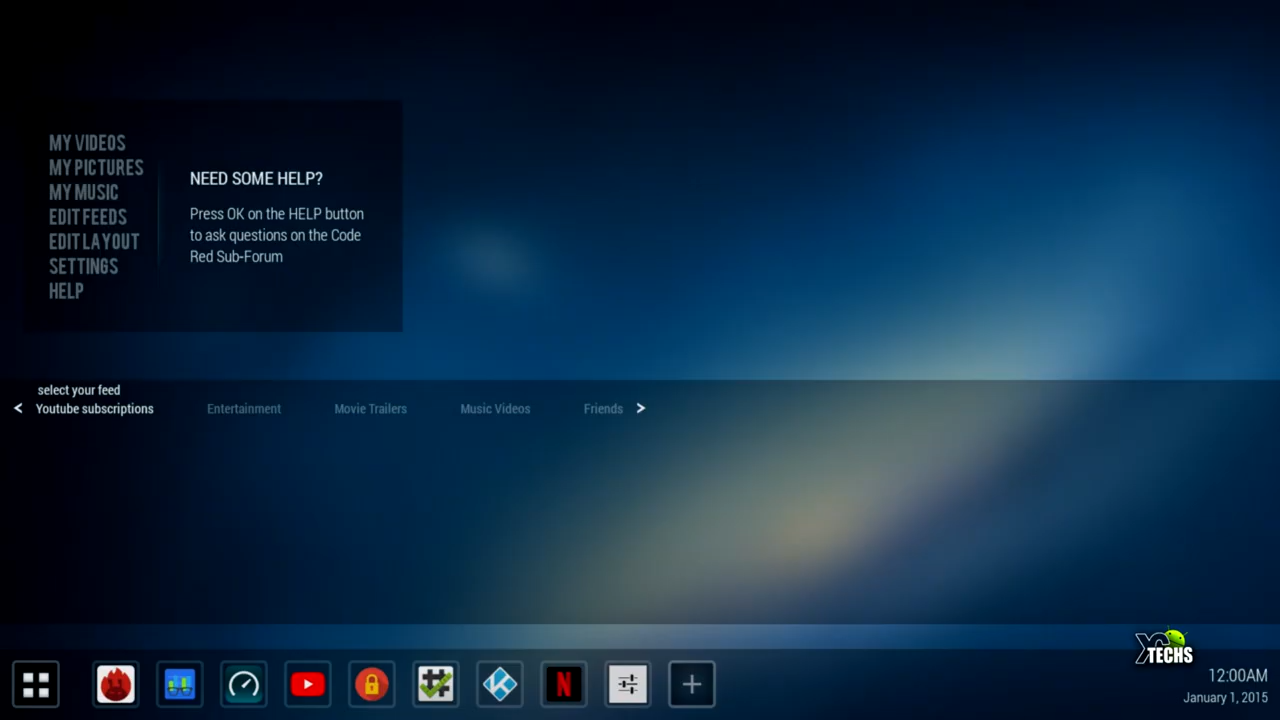 MY VIDEOS
MY PICTURES
MY MUSIC
EDIT FEEDS
EDIT LAYOUT
SETTINGS
HELP
NEED SOME HELP?
Press OK on the HELP button
to ask questions on the Code
Red Sub-Forum
select your feed
Youtube subscriptions
Entertainment
Movie Trailers
Music Videos
Friends
TECHS
12:00AM
January 1, 2015